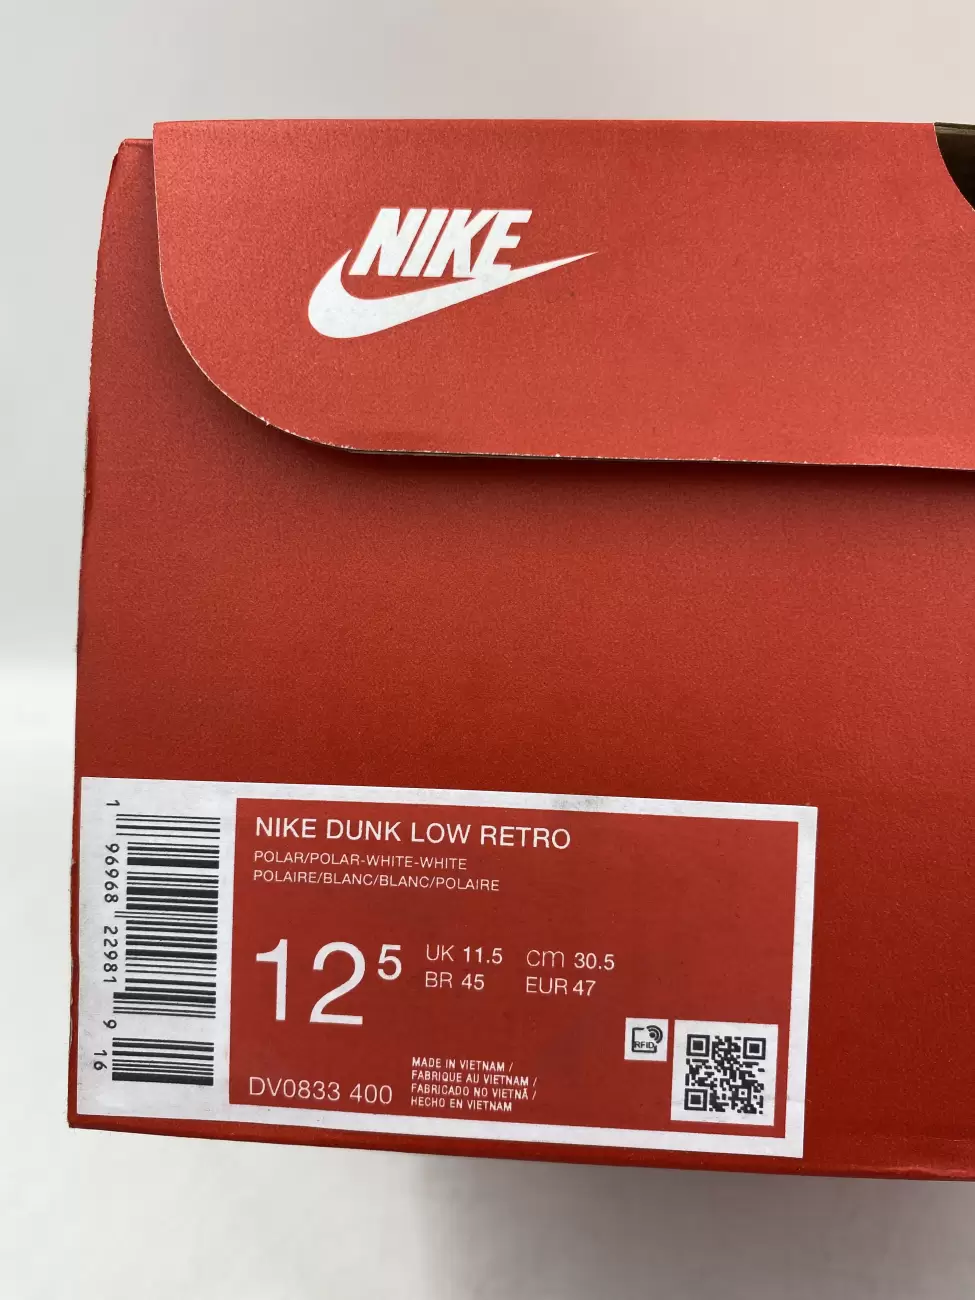 NIKE
NIKE DUNK LOW RETRO
POLAR/POLAR-WHITE-WHITE
POLAIRE/BLANC/BLANC/POLAIRE
12 5
UK 11.5 cm 30.5
BR 45 EUR 47
RFID
MADE IN VIETNAM /
FABRIQUE AU VIETNAM /
FABRICADO NO VIETNÃ /
HECHO EN VIETNAM
DV0833 400
1 96968 22981 9 16